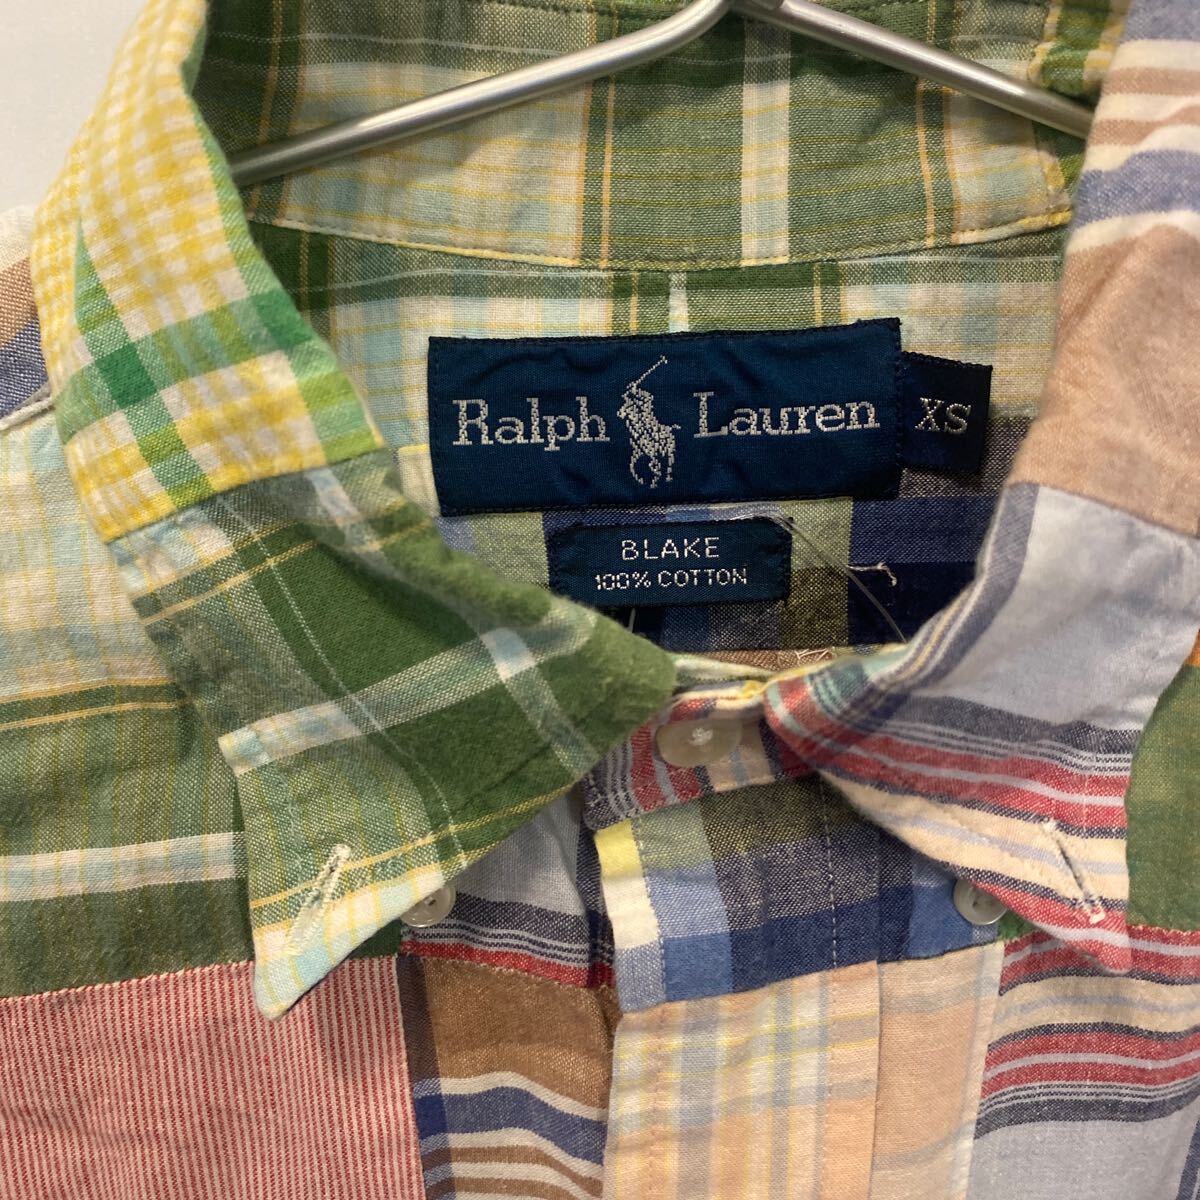 Ralph Lauren
XS
BLAKE
100% COTTON